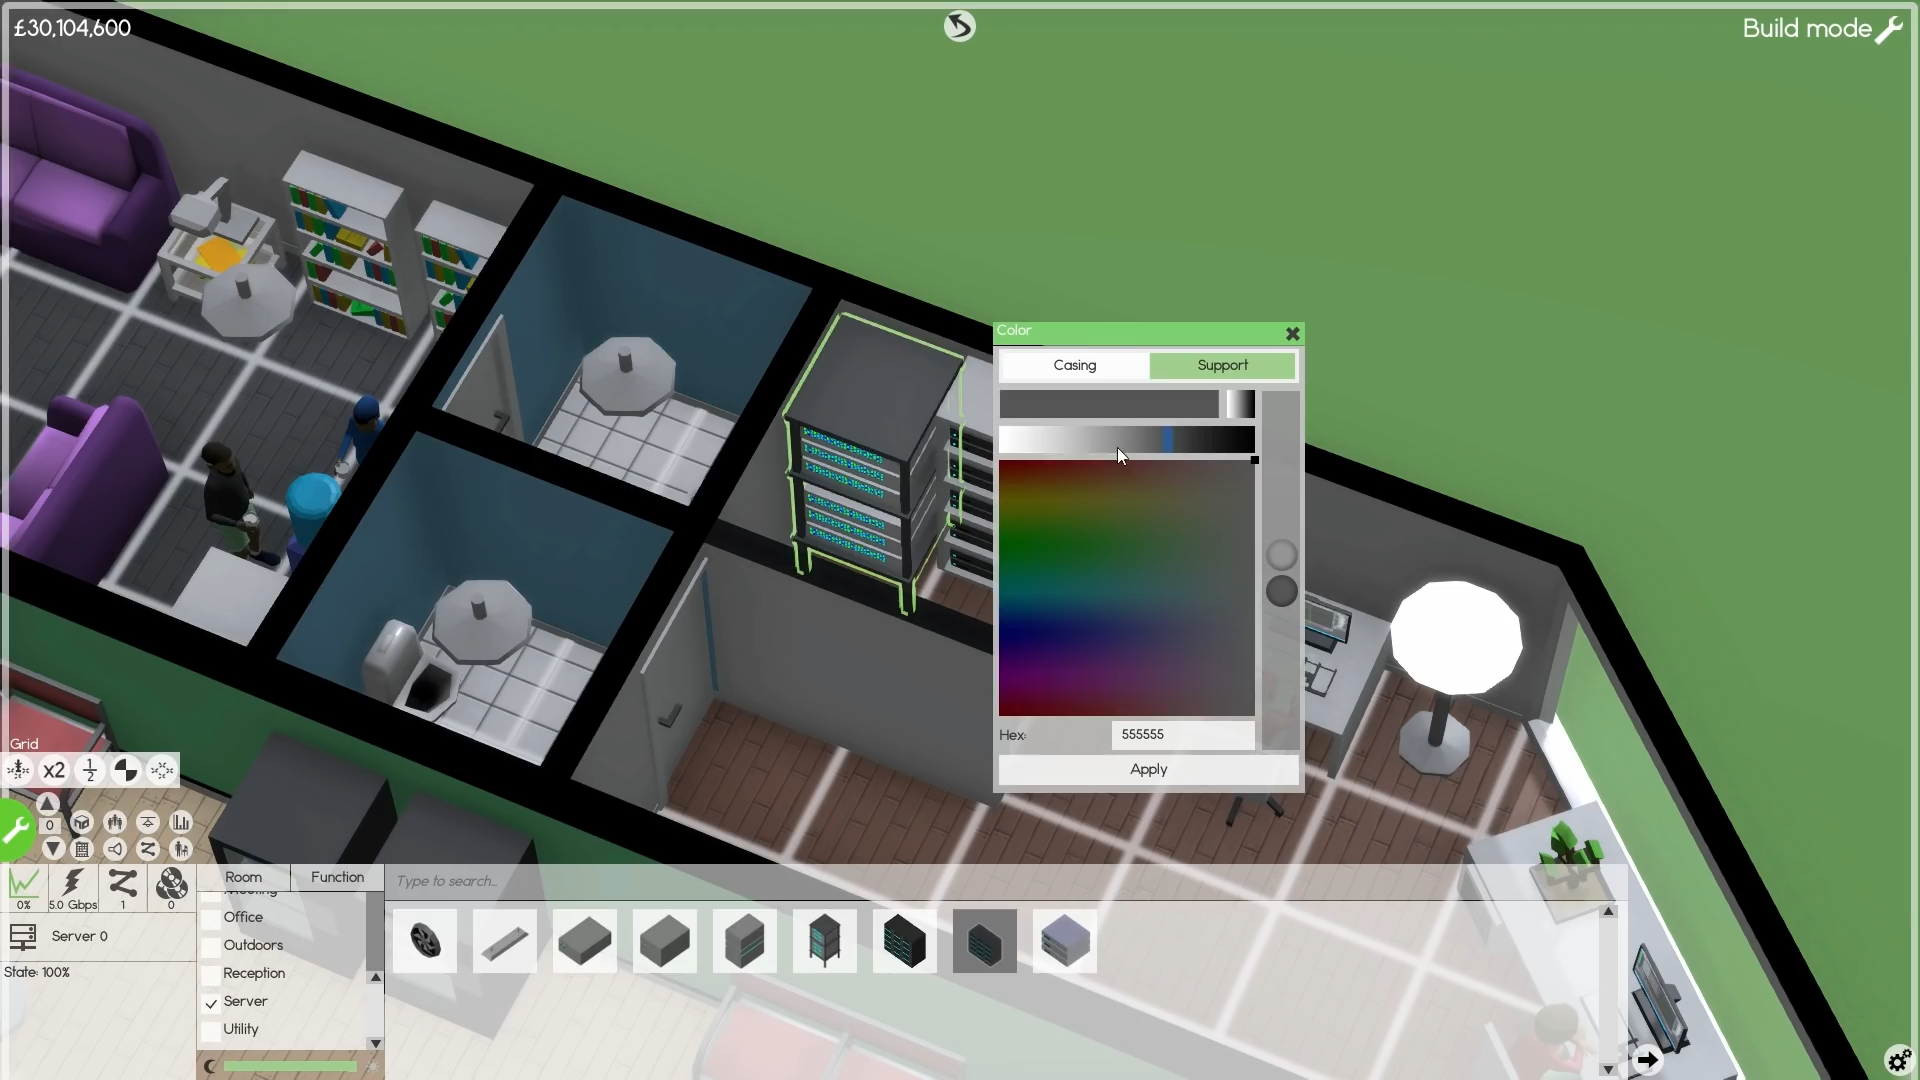 £30,104,600
Build mode
Color
Casing
Support
Hex:
555555
Apply
Grid
x2
1
2
0
Room
Function
Type to search...
0%
5.0 Gbps
1
0
Office
Outdoors
Reception
Server
Utility
Server 0
State: 100%